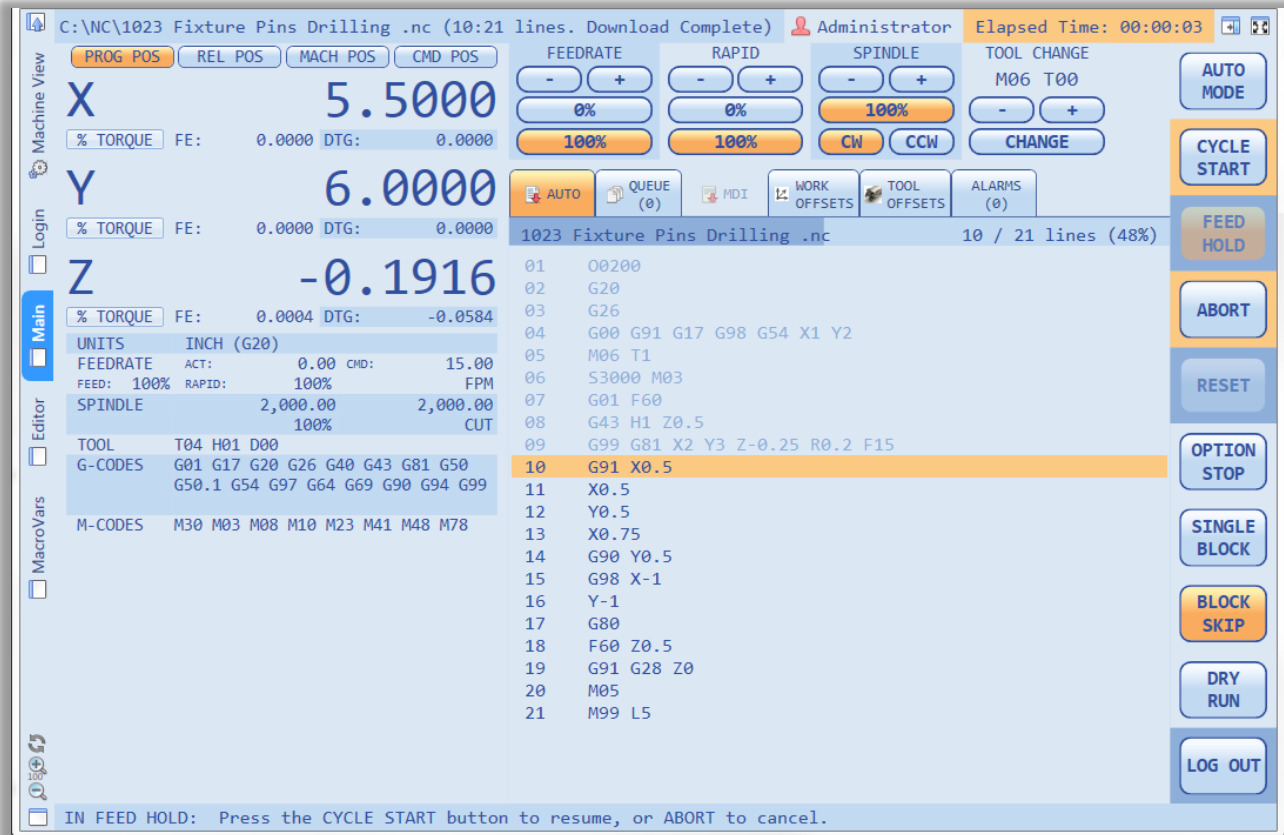 C:\NC\1023 Fixture Pins Drilling .nc (10:21 lines. Download Complete) Administrator Elapsed Time: 00:00:03
Machine View
Login
Main
Editor
MacroVars
100
PROG POS REL POS MACH POS CMD POS
X 5.5000
% TORQUE FE: 0.0000 DTG: 0.0000
Y 6.0000
% TORQUE FE: 0.0000 DTG: 0.0000
Z -0.1916
% TORQUE FE: 0.0004 DTG: -0.0584
UNITS INCH (G20)
FEEDRATE ACT: 0.00 CMD: 15.00
FEED: 100% RAPID: 100% FPM
SPINDLE 2,000.00 2,000.00
100% CUT
TOOL T04 H01 D00
G-CODES G01 G17 G20 G26 G40 G43 G81 G50
G50.1 G54 G97 G64 G69 G90 G94 G99
M-CODES M30 M03 M08 M10 M23 M41 M48 M78
FEEDRATE RAPID SPINDLE TOOL CHANGE
- + - + - + M06 T00
0% 0% 100% - +
100% 100% CW CCW CHANGE
AUTO QUEUE (0) MDI WORK OFFSETS TOOL OFFSETS ALARMS (0)
1023 Fixture Pins Drilling .nc 10 / 21 lines (48%)
01 O0200
02 G20
03 G26
04 G00 G91 G17 G98 G54 X1 Y2
05 M06 T1
06 S3000 M03
07 G01 F60
08 G43 H1 Z0.5
09 G99 G81 X2 Y3 Z-0.25 R0.2 F15
10 G91 X0.5
11 X0.5
12 Y0.5
13 X0.75
14 G90 Y0.5
15 G98 X-1
16 Y-1
17 G80
18 F60 Z0.5
19 G91 G28 Z0
20 M05
21 M99 L5
AUTO
MODE
CYCLE
START
FEED
HOLD
ABORT
RESET
OPTION
STOP
SINGLE
BLOCK
BLOCK
SKIP
DRY
RUN
LOG OUT
IN FEED HOLD: Press the CYCLE START button to resume, or ABORT to cancel.